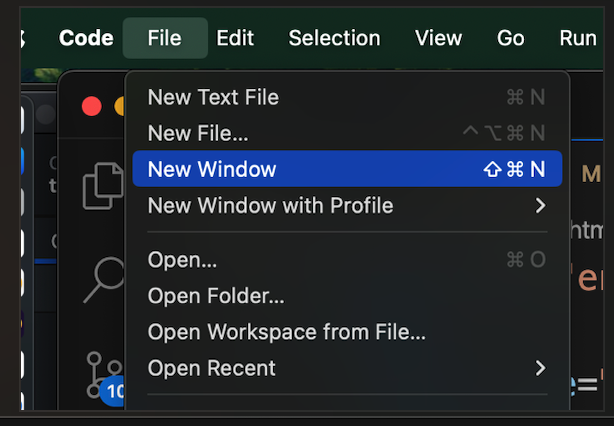 Code File Edit Selection View Go Run
New Text File ⌘ N
New File... ⌃⌥⌘ N
New Window ⇧⌘ N
New Window with Profile
Open... ⌘ O
Open Folder...
Open Workspace from File...
Open Recent
10
M